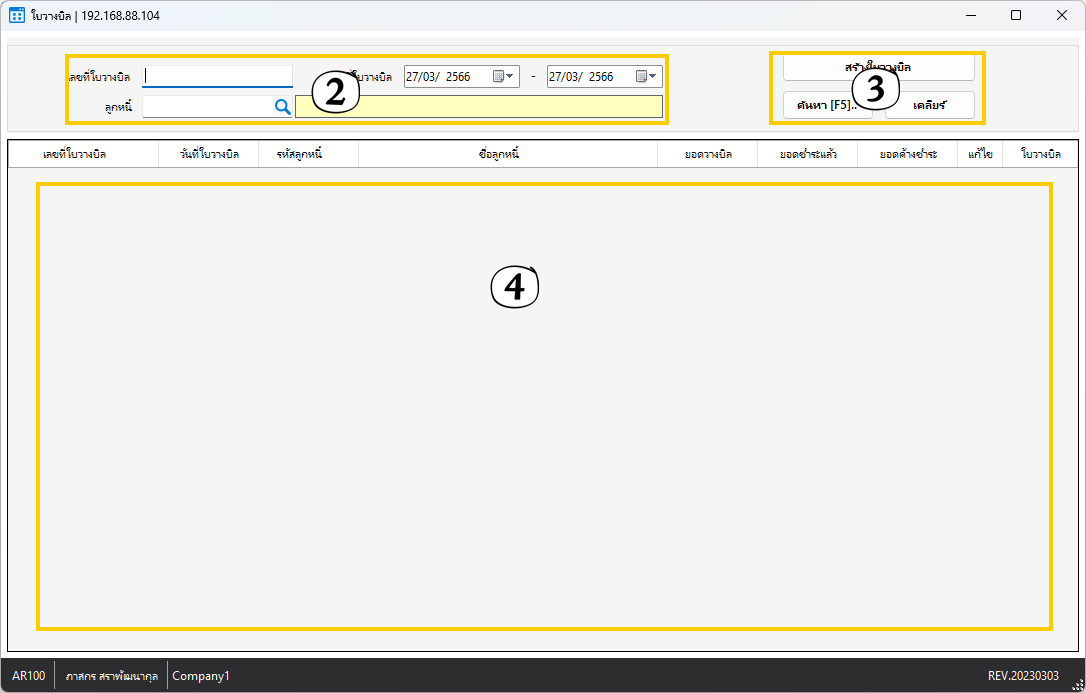 ใบวางบิล | 192.168.88.104
เลขที่ใบวางบิล 27/03/ 2566 - 27/03/ 2566
2
ลูกหนี้
สร้างใบวางบิล
3
ค้นหา [F5].. เคลียร์
เลขที่ใบวางบิล วันที่ใบวางบิล รหัสลูกหนี้ ชื่อลูกหนี้ ยอดวางบิล ยอดชำระแล้ว ยอดค้างชำระ แก้ไข ใบวางบิล
4
AR100 ภาสกร สราพัฒนากุล Company1 REV.20230303